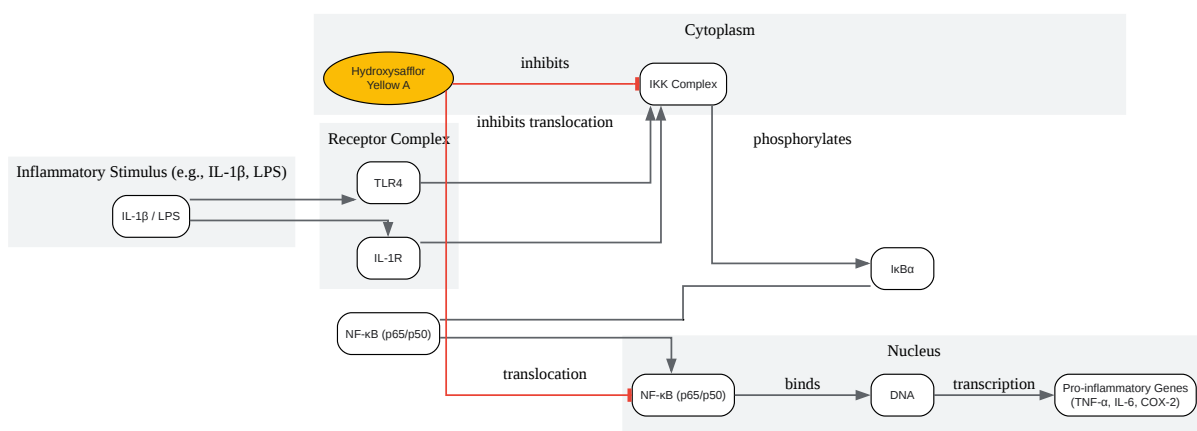 Cytoplasm
Hydroxysafflor
Yellow A
inhibits
IKK Complex
inhibits translocation
Receptor Complex
phosphorylates
Inflammatory Stimulus (e.g., IL-1β, LPS)
TLR4
IL-1β / LPS
IL-1R
IκBα
NF-κB (p65/p50)
Nucleus
translocation
NF-κB (p65/p50)
binds
DNA
transcription
Pro-inflammatory Genes
(TNF-α, IL-6, COX-2)